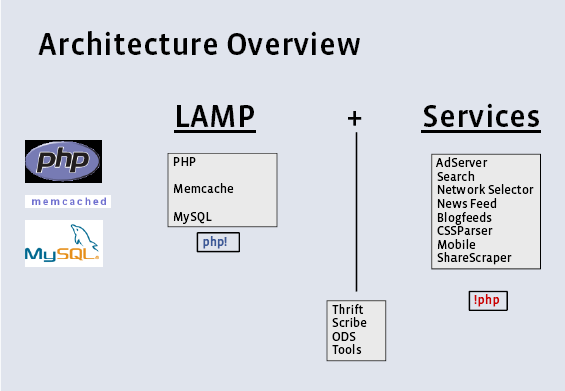 Architecture Overview
LAMP + Services
php
memcached
MySQL
PHP
Memcache
MySQL
php!
AdServer
Search
Network Selector
News Feed
Blogfeeds
CSSParser
Mobile
ShareScraper
!php
Thrift
Scribe
ODS
Tools